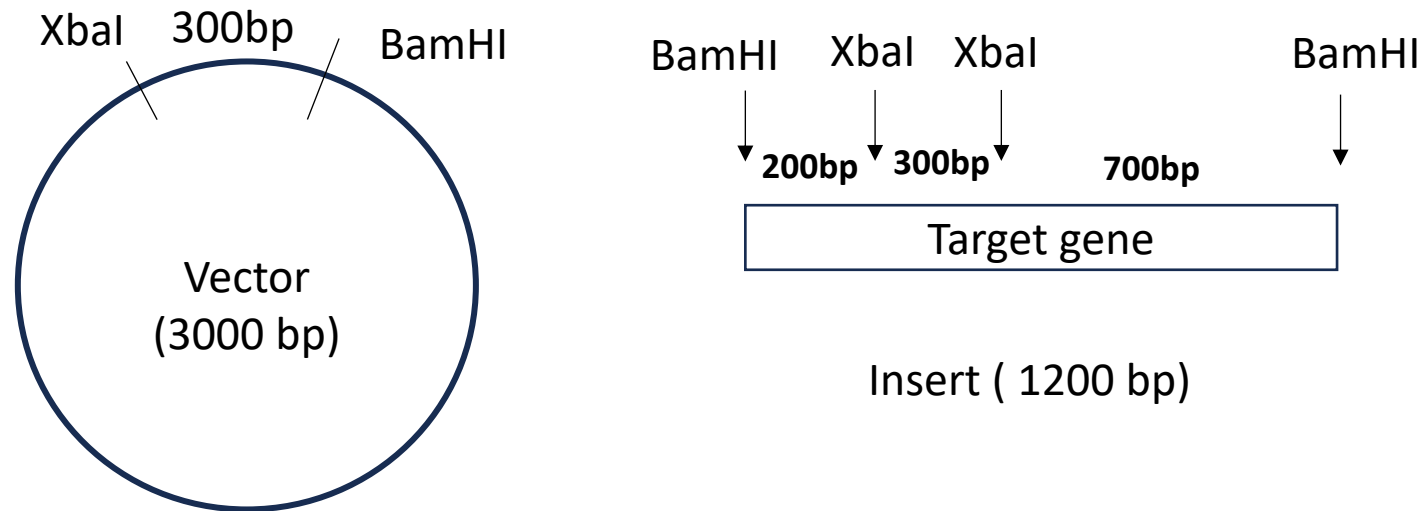 XbaI 300bp BamHI
Vector
(3000 bp)
BamHI XbaI XbaI BamHI
200bp 300bp 700bp
Target gene
Insert ( 1200 bp)